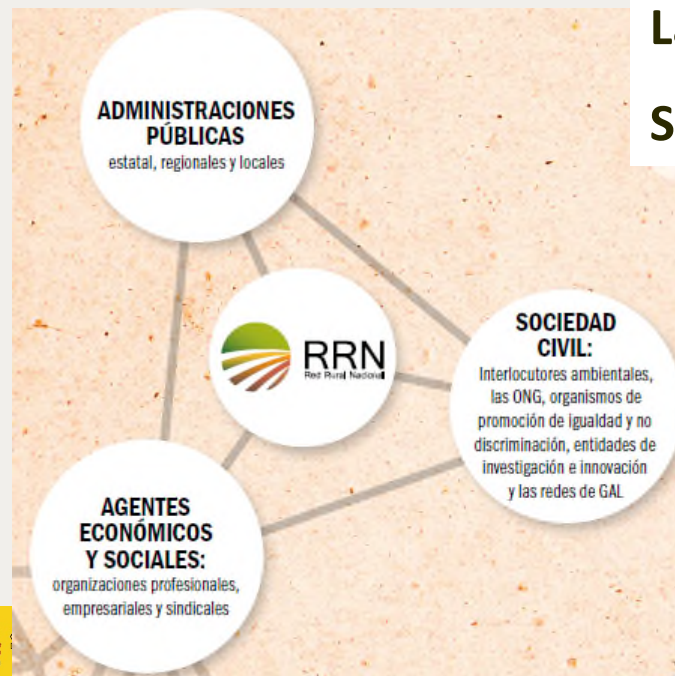 ADMINISTRACIONES
PÚBLICAS
estatal, regionales y locales
RRN
Red Rural Nacional
SOCIEDAD
CIVIL:
Interlocutores ambientales,
las ONG, organismos de
promoción de igualdad y no
discriminación, entidades de
investigación e innovación
y las redes de GAL
AGENTES
ECONÓMICOS
Y SOCIALES:
organizaciones profesionales,
empresariales y sindicales